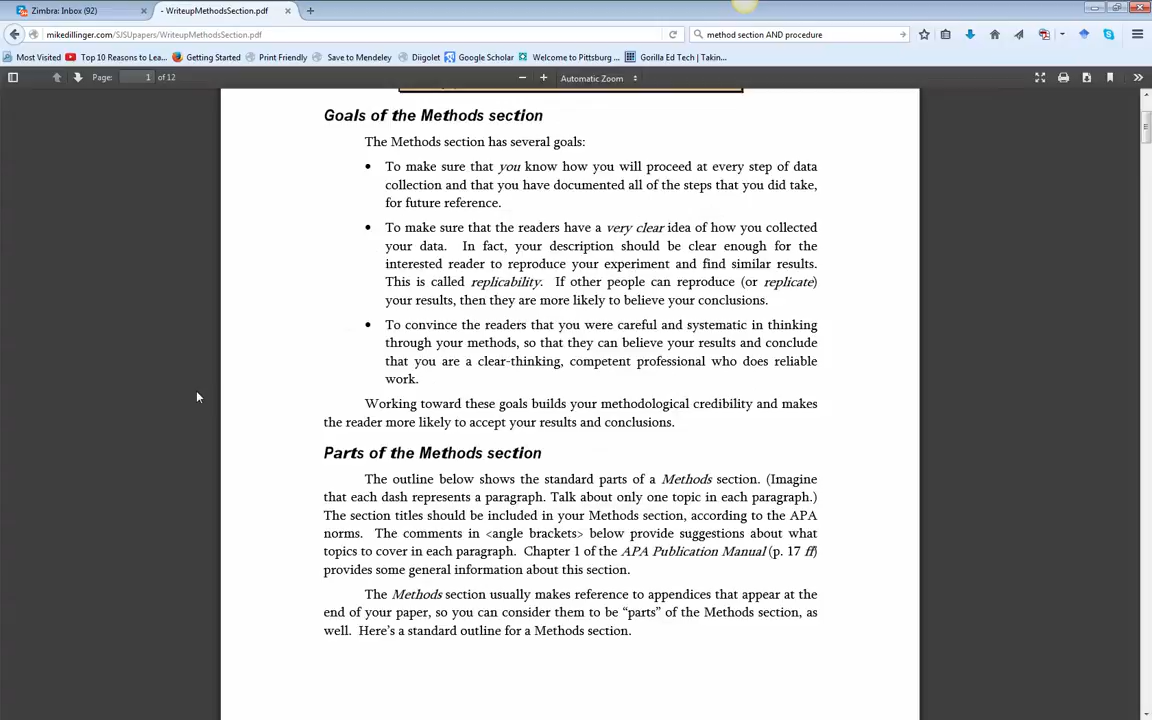 Zimbra: Inbox (92)
- WriteupMethodsSection.pdf
mikedillinger.com/SJSUpapers/WriteupMethodsSection.pdf
method section AND procedure
Most Visited
Top 10 Reasons to Lea...
Getting Started
Print Friendly
Save to Mendeley
Diigolet
Google Scholar
Welcome to Pittsburg ...
Gorilla Ed Tech | Takin...
Page: 1 of 12
Automatic Zoom
Goals of the Methods section
The Methods section has several goals:
• To make sure that you know how you will proceed at every step of data
collection and that you have documented all of the steps that you did take,
for future reference.
• To make sure that the readers have a very clear idea of how you collected
your data. In fact, your description should be clear enough for the
interested reader to reproduce your experiment and find similar results.
This is called replicability. If other people can reproduce (or replicate)
your results, then they are more likely to believe your conclusions.
• To convince the readers that you were careful and systematic in thinking
through your methods, so that they can believe your results and conclude
that you are a clear-thinking, competent professional who does reliable
work.
Working toward these goals builds your methodological credibility and makes
the reader more likely to accept your results and conclusions.
Parts of the Methods section
The outline below shows the standard parts of a Methods section. (Imagine
that each dash represents a paragraph. Talk about only one topic in each paragraph.)
The section titles should be included in your Methods section, according to the APA
norms. The comments in <angle brackets> below provide suggestions about what
topics to cover in each paragraph. Chapter 1 of the APA Publication Manual (p. 17 ff)
provides some general information about this section.
The Methods section usually makes reference to appendices that appear at the
end of your paper, so you can consider them to be “parts” of the Methods section, as
well. Here’s a standard outline for a Methods section.